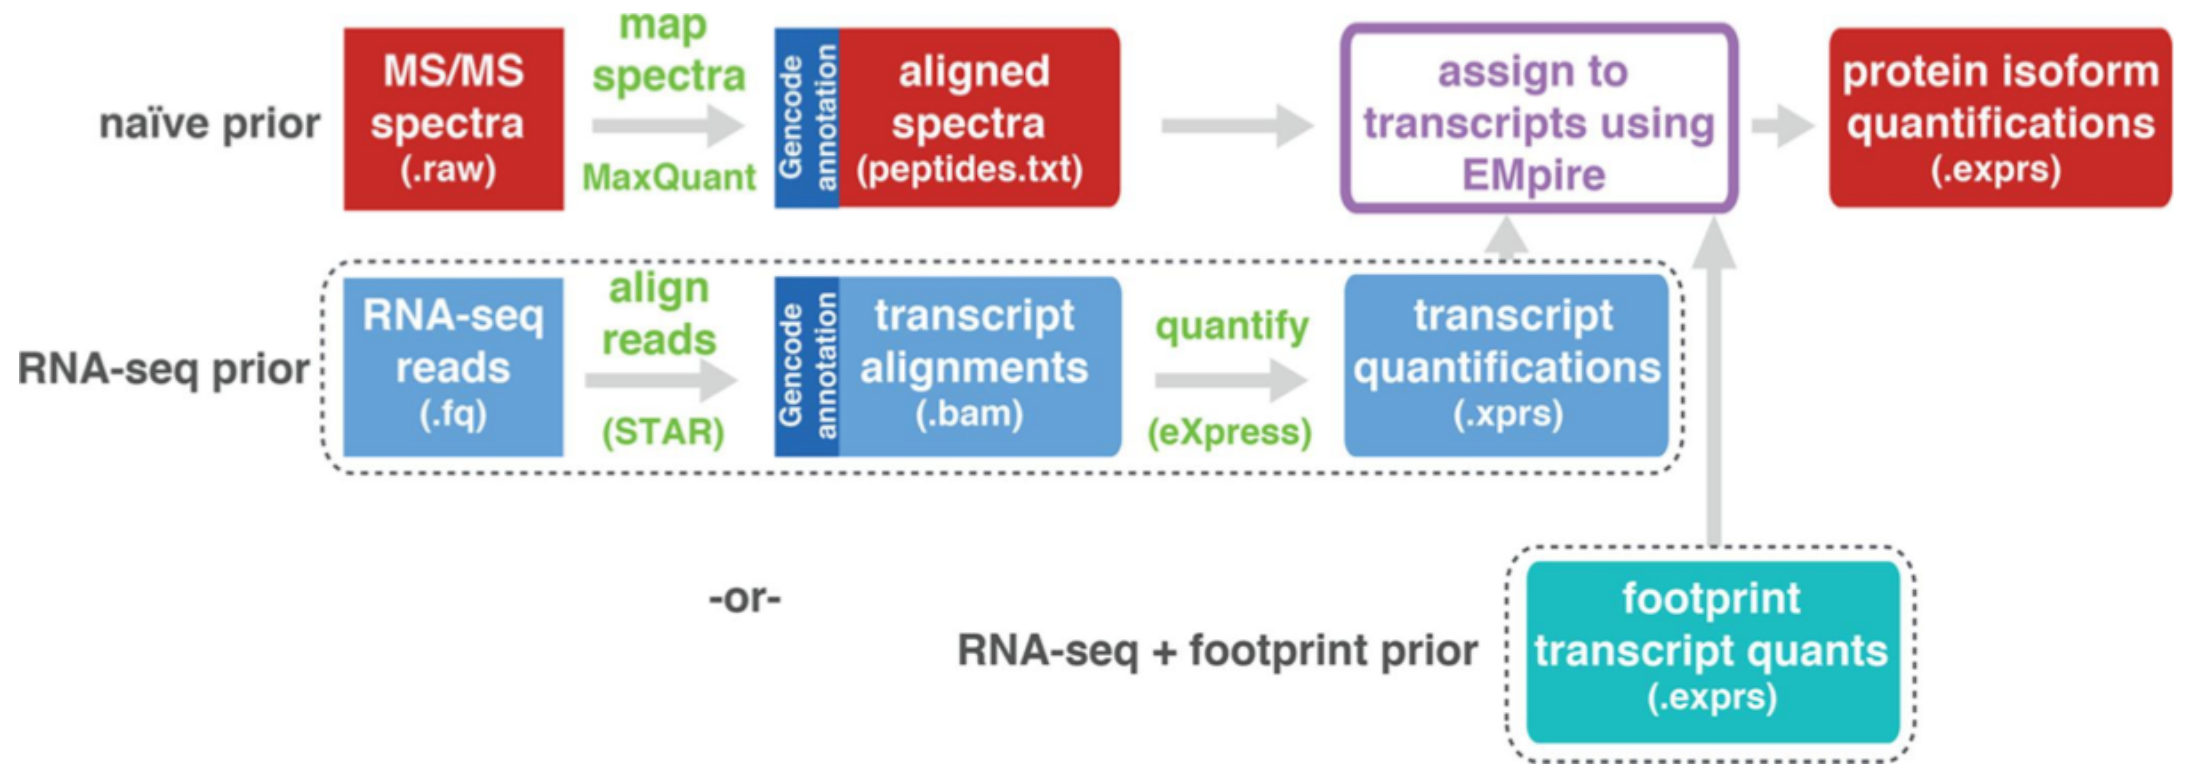 naïve prior
MS/MS
spectra
(.raw)
map
spectra
MaxQuant
Gencode
annotation
aligned
spectra
(peptides.txt)
assign to
transcripts using
EMpire
protein isoform
quantifications
(.exprs)
RNA-seq prior
RNA-seq
reads
(.fq)
align
reads
(STAR)
Gencode
annotation
transcript
alignments
(.bam)
quantify
(eXpress)
transcript
quantifications
(.xprs)
-or-
RNA-seq + footprint prior
footprint
transcript quants
(.exprs)